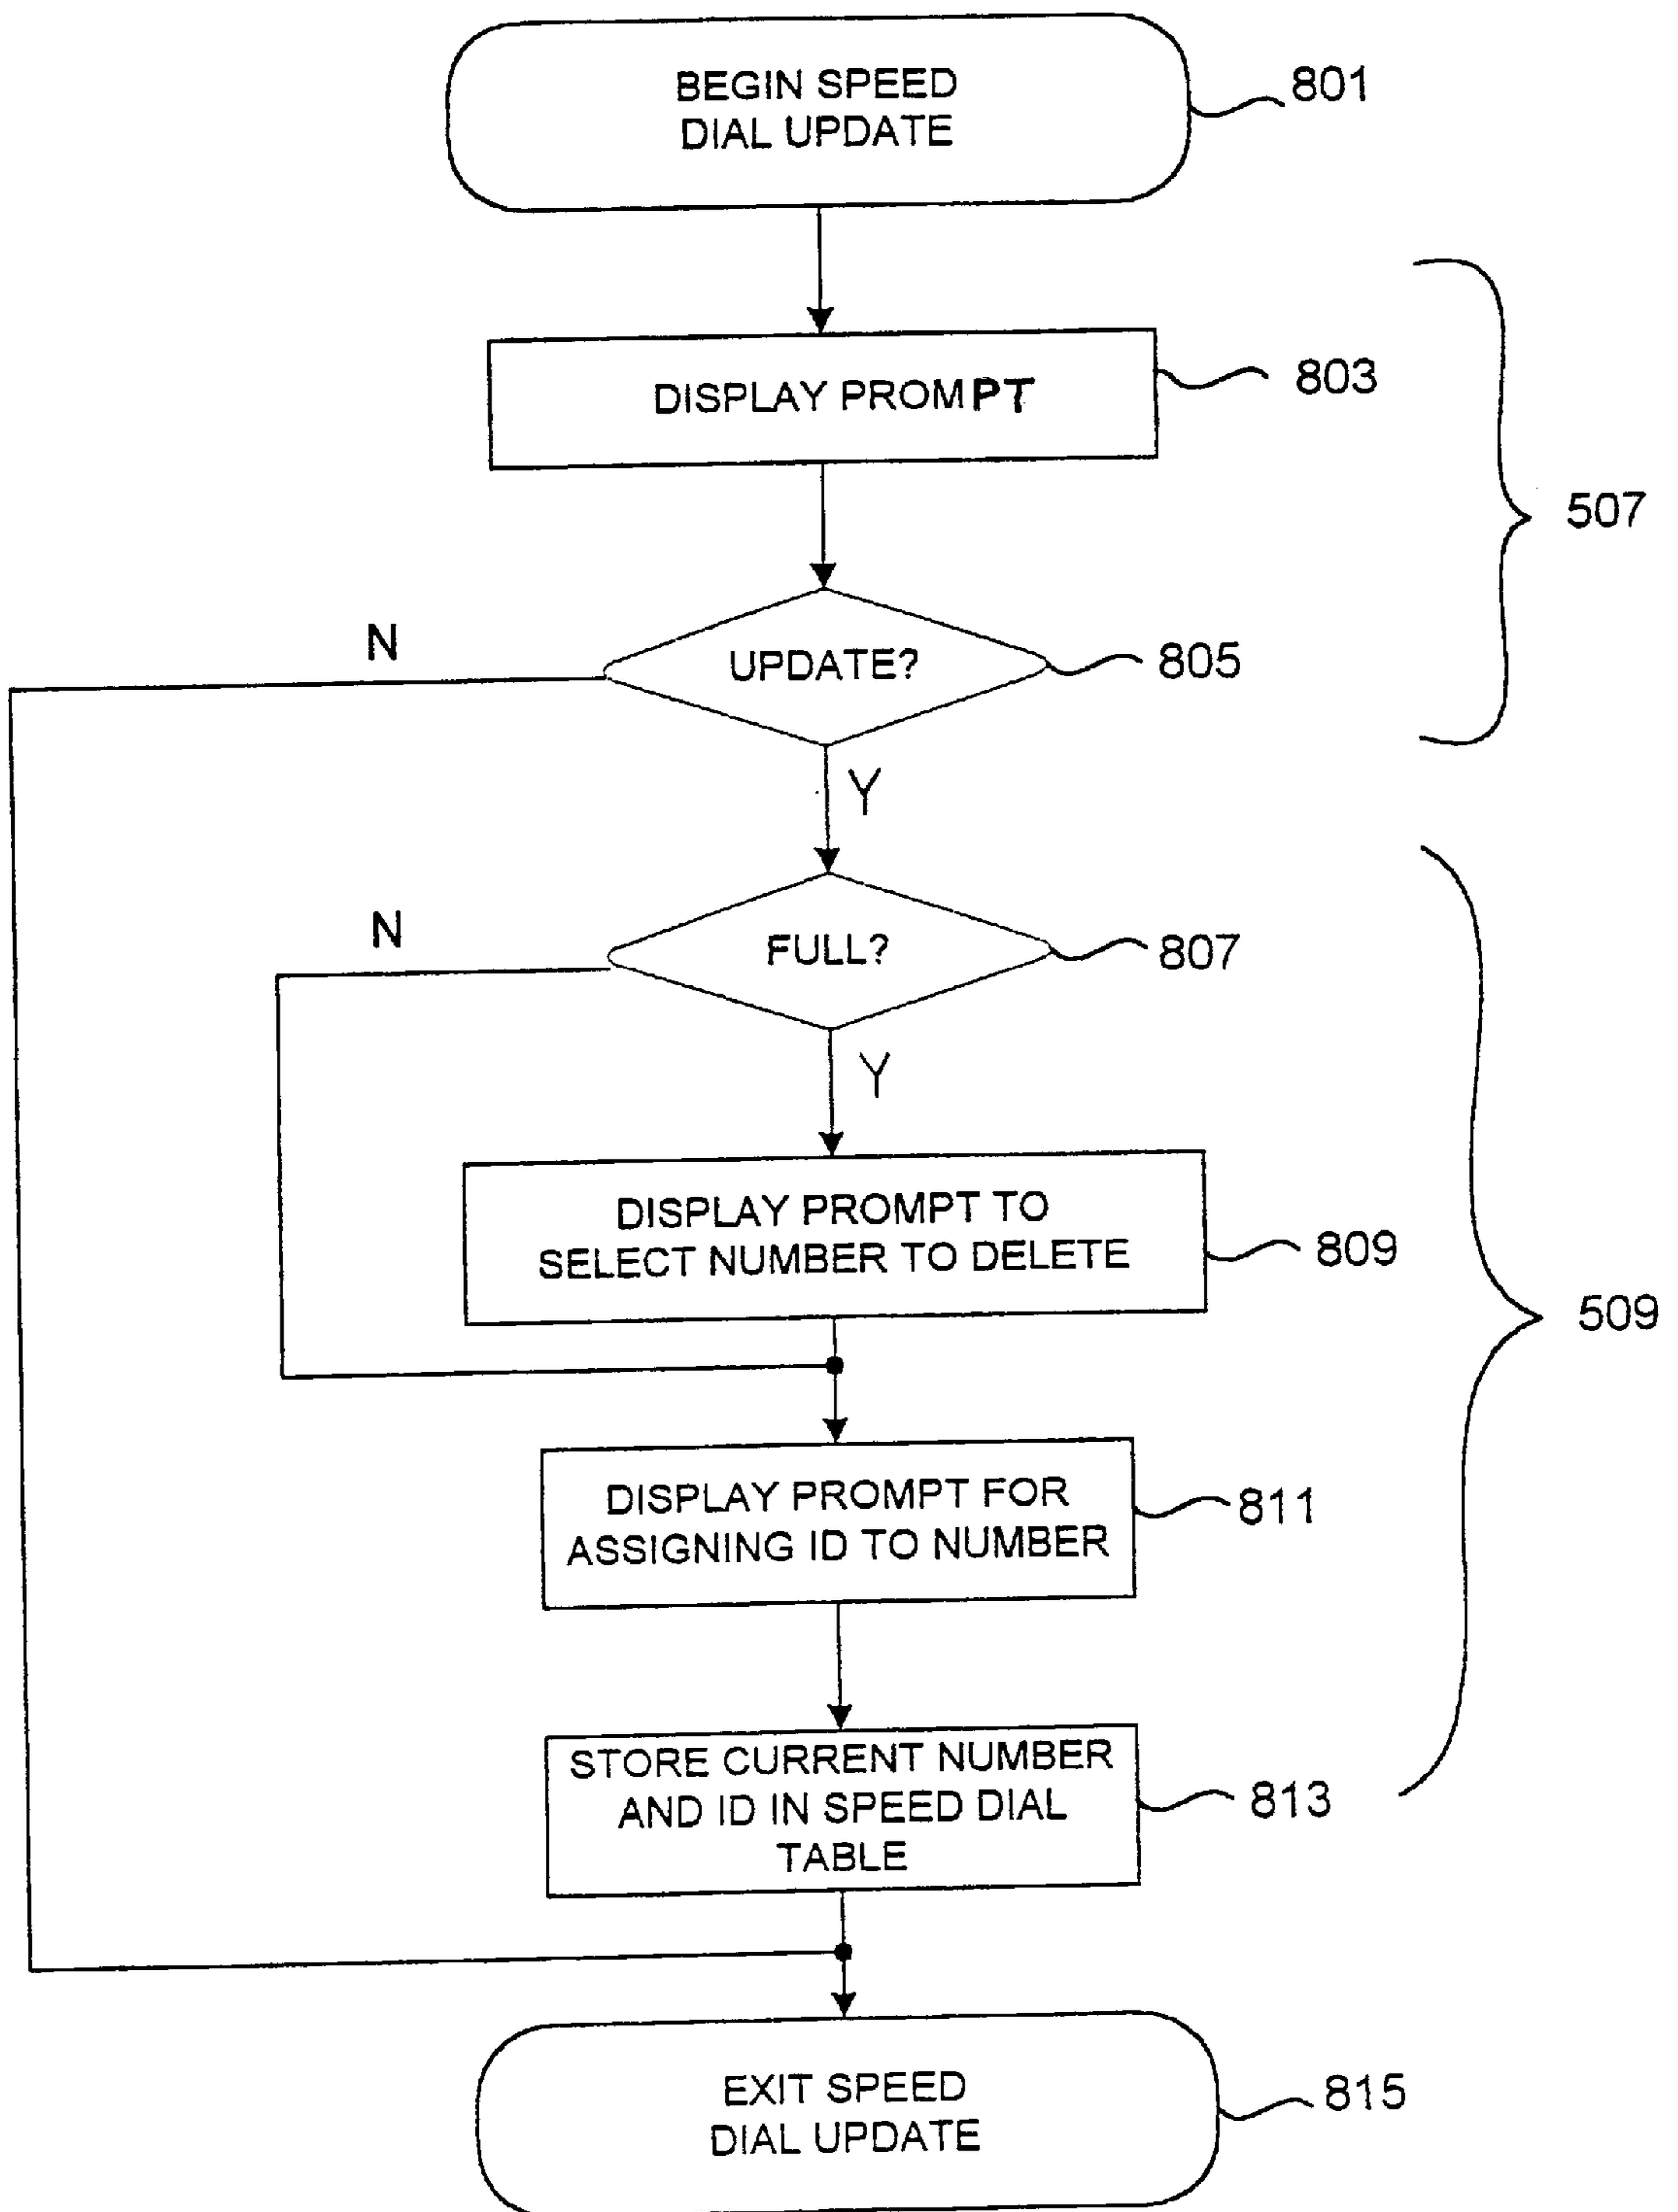 BEGIN SPEED
DIAL UPDATE
801
DISPLAY PROMPT
803
507
UPDATE?
805
N
Y
FULL?
807
N
Y
DISPLAY PROMPT TO
SELECT NUMBER TO DELETE
809
509
DISPLAY PROMPT FOR
ASSIGNING ID TO NUMBER
811
STORE CURRENT NUMBER
AND ID IN SPEED DIAL
TABLE
813
EXIT SPEED
DIAL UPDATE
815